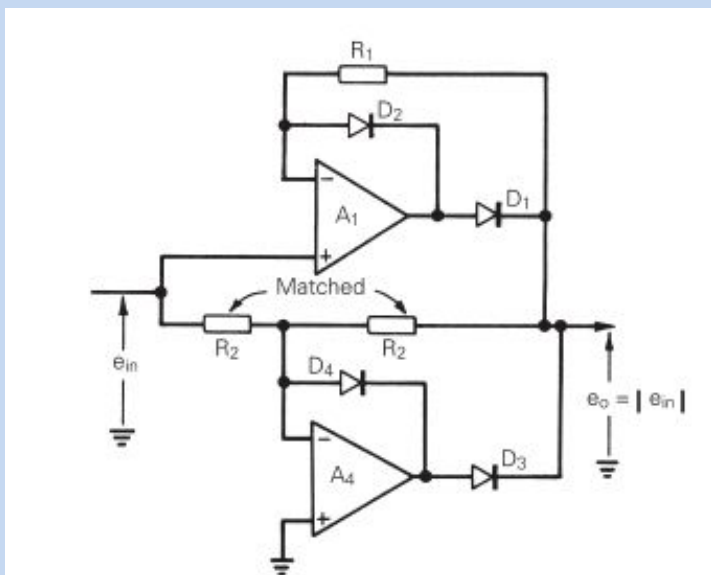 R₁
D₂
−
A₁
D₁
+
Matched
R₂
R₂
eᵢₙ
D₄
eₒ = | eᵢₙ |
−
A₄
D₃
+